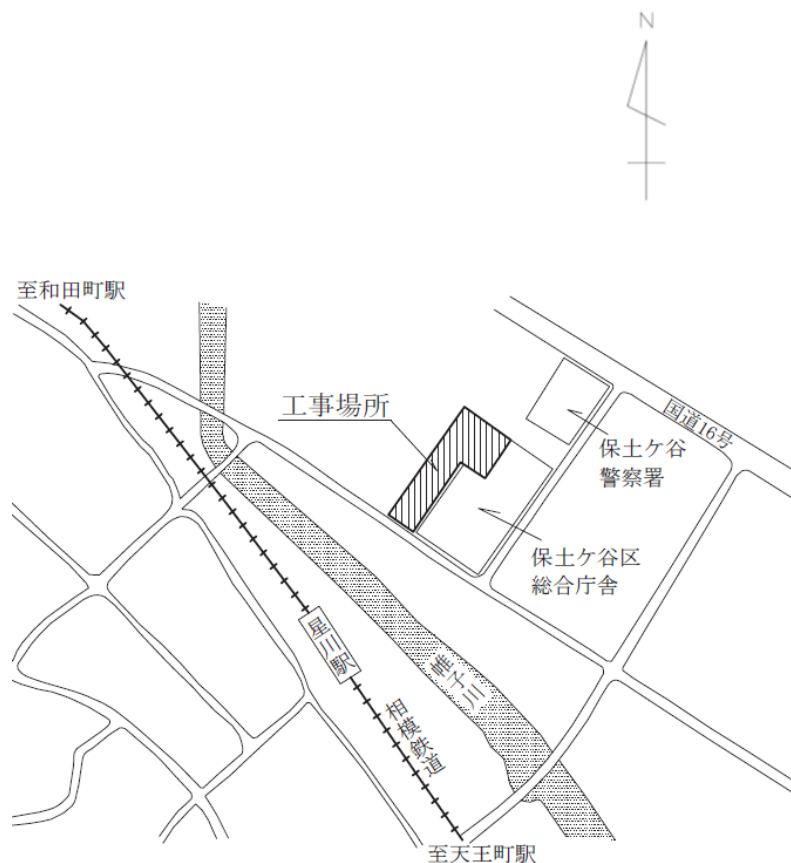 N
至和田町駅
工事場所
国道16号
保土ケ谷
警察署
保土ケ谷区
総合庁舎
星川駅
帷子川
相模鉄道
至天王町駅